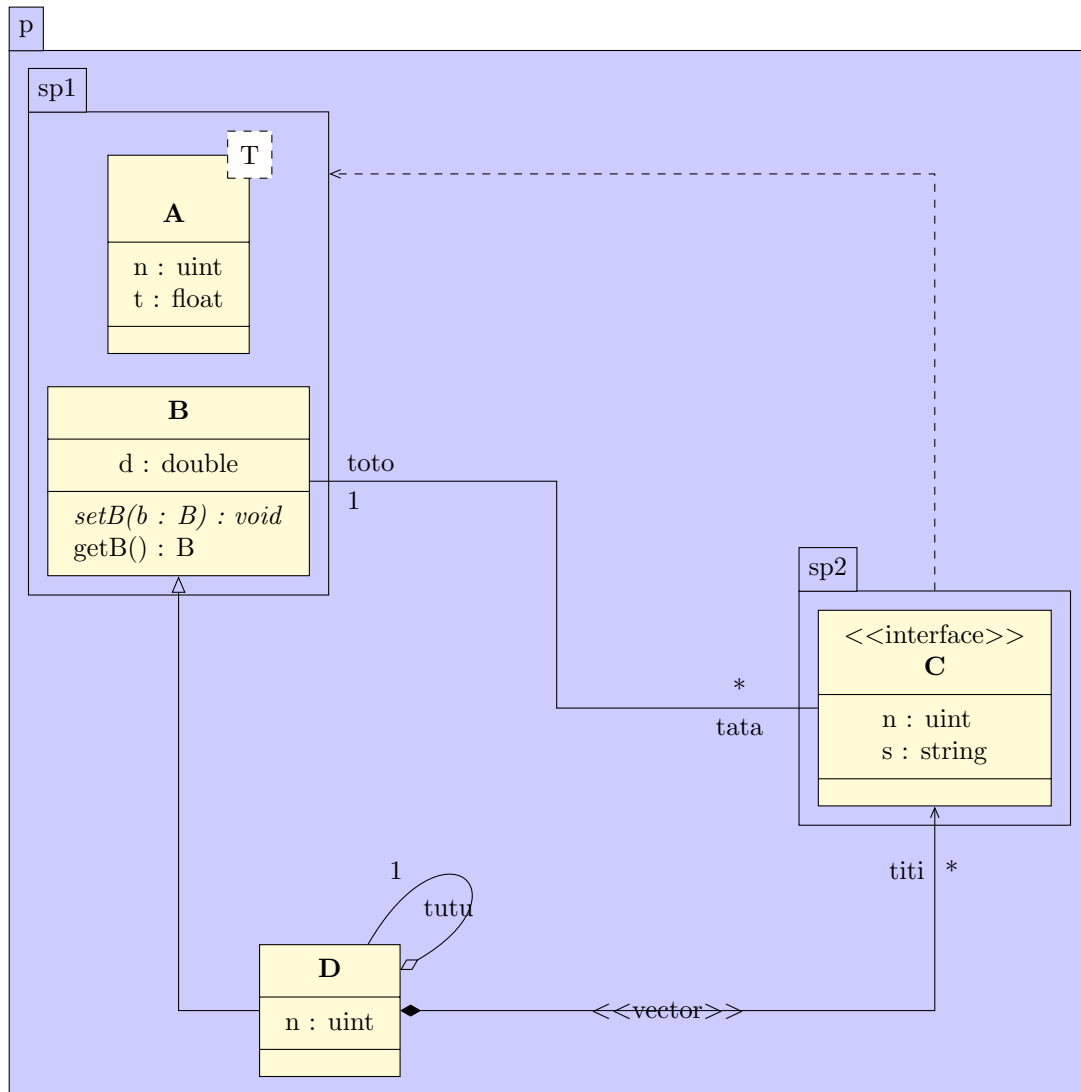 p
sp1
T
A
n : uint
t : float
B
d : double
setB(b : B) : void
getB() : B
toto
1
sp2
<<interface>>
C
n : uint
s : string
*
tata
titi *
1
tutu
D
n : uint
<<vector>>